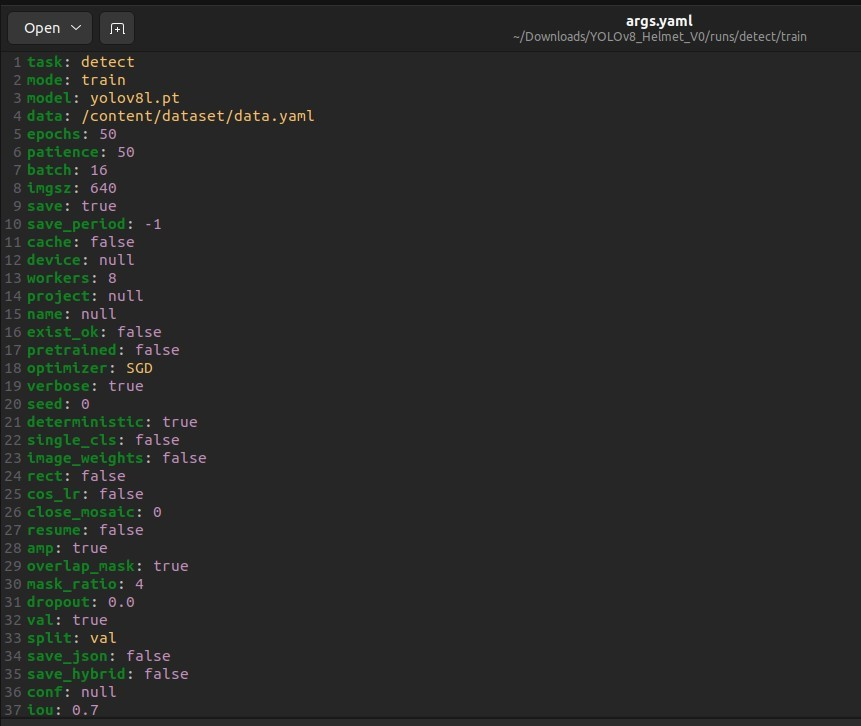 Open
args.yaml
~/Downloads/YOLOv8_Helmet_V0/runs/detect/train
1 task: detect
2 mode: train
3 model: yolov8l.pt
4 data: /content/dataset/data.yaml
5 epochs: 50
6 patience: 50
7 batch: 16
8 imgsz: 640
9 save: true
10 save_period: -1
11 cache: false
12 device: null
13 workers: 8
14 project: null
15 name: null
16 exist_ok: false
17 pretrained: false
18 optimizer: SGD
19 verbose: true
20 seed: 0
21 deterministic: true
22 single_cls: false
23 image_weights: false
24 rect: false
25 cos_lr: false
26 close_mosaic: 0
27 resume: false
28 amp: true
29 overlap_mask: true
30 mask_ratio: 4
31 dropout: 0.0
32 val: true
33 split: val
34 save_json: false
35 save_hybrid: false
36 conf: null
37 iou: 0.7